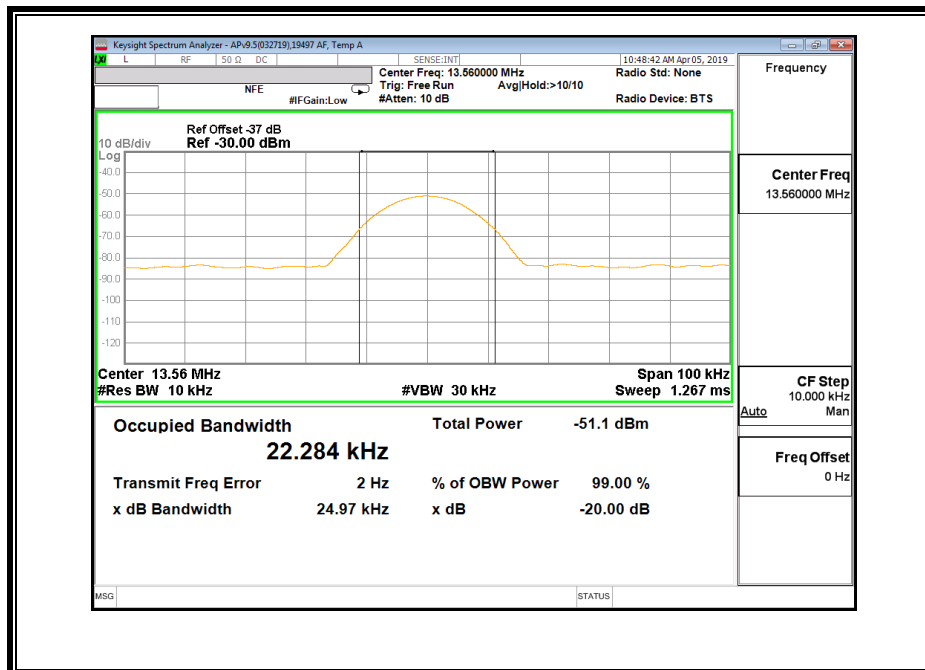 Keysight Spectrum Analyzer - APv9.5(032719),19497 AF, Temp A
LXI L RF 50 Ω DC SENSE:INT 10:48:42 AM Apr 05, 2019
Center Freq: 13.560000 MHz Radio Std: None
NFE Trig: Free Run Avg|Hold:>10/10
#IFGain:Low #Atten: 10 dB Radio Device: BTS
Ref Offset -37 dB
10 dB/div Ref -30.00 dBm
Log
-40.0
-50.0
-60.0
-70.0
-80.0
-90.0
-100
-110
-120
Center 13.56 MHz Span 100 kHz
#Res BW 10 kHz #VBW 30 kHz Sweep 1.267 ms
Occupied Bandwidth Total Power -51.1 dBm
22.284 kHz
Transmit Freq Error 2 Hz % of OBW Power 99.00 %
x dB Bandwidth 24.97 kHz x dB -20.00 dB
MSG STATUS
Frequency
Center Freq
13.560000 MHz
CF Step
10.000 kHz
Auto Man
Freq Offset
0 Hz